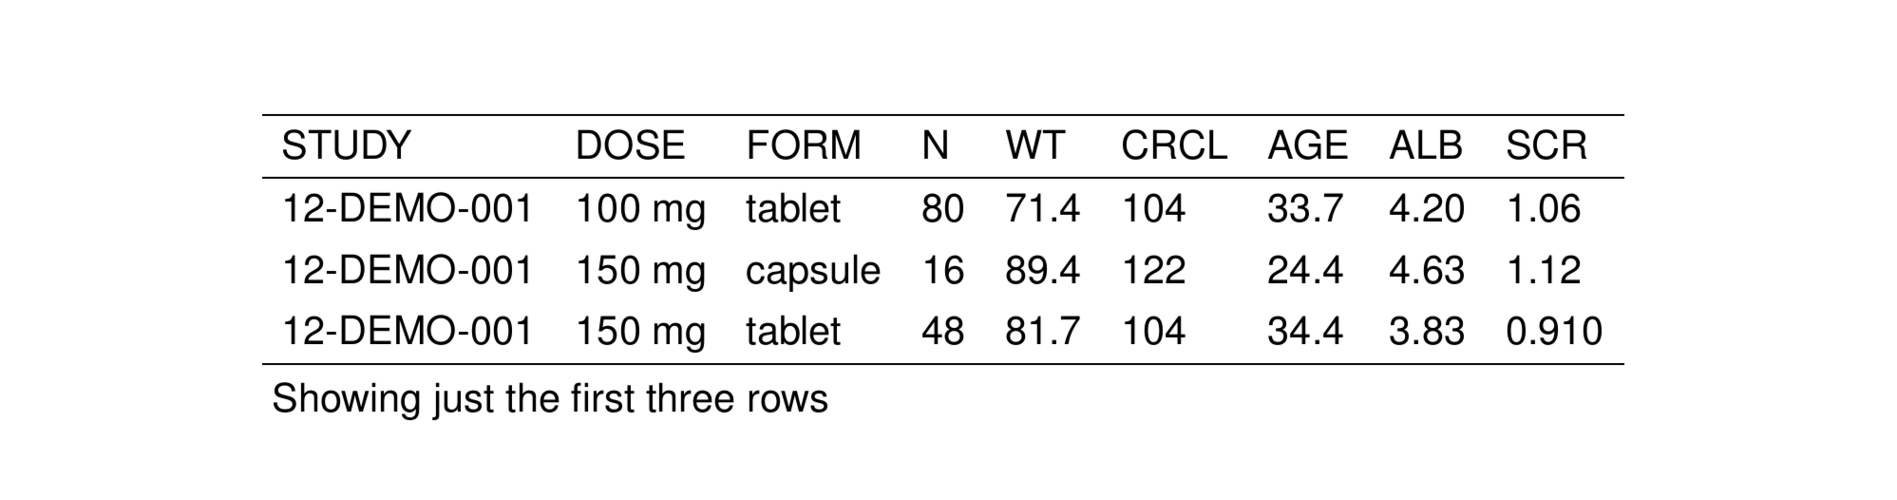 STUDY DOSE FORM N WT CRCL AGE ALB SCR
12-DEMO-001 100 mg tablet 80 71.4 104 33.7 4.20 1.06
12-DEMO-001 150 mg capsule 16 89.4 122 24.4 4.63 1.12
12-DEMO-001 150 mg tablet 48 81.7 104 34.4 3.83 0.910
Showing just the first three rows